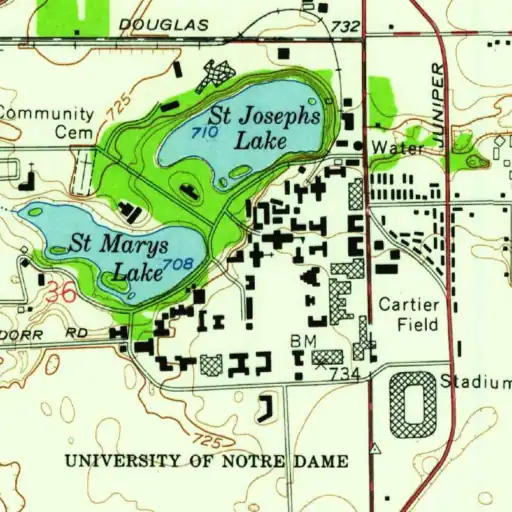 DOUGLAS
732
JUNIPER
Community
Cem
725
St Josephs
Lake
710
Water
St Marys
Lake
708
36
DORR RD
Cartier
Field
BM
734
Stadium
725
UNIVERSITY OF NOTRE DAME